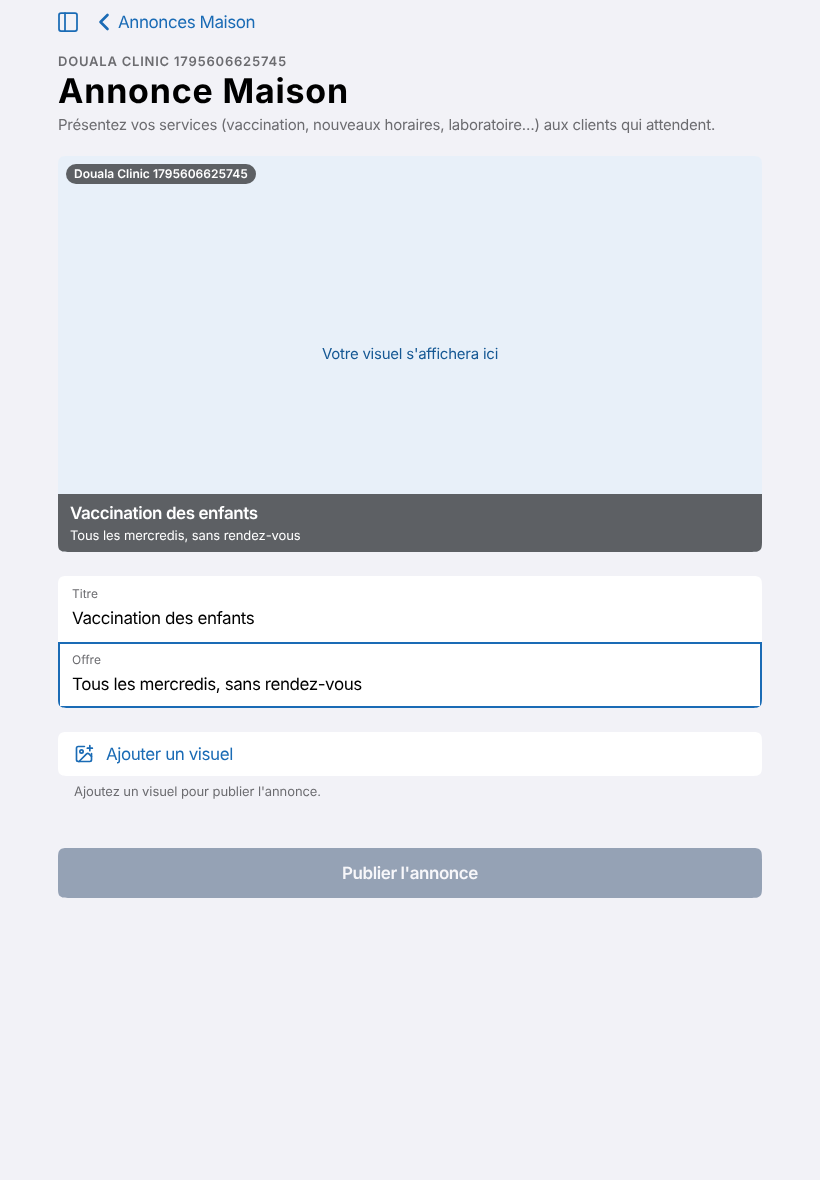 Annonces Maison
DOUALA CLINIC 1795606625745
Annonce Maison
Présentez vos services (vaccination, nouveaux horaires, laboratoire…) aux clients qui attendent.
Douala Clinic 1795606625745
Votre visuel s'affichera ici
Vaccination des enfants
Tous les mercredis, sans rendez-vous
Titre
Vaccination des enfants
Offre
Tous les mercredis, sans rendez-vous
Ajouter un visuel
Ajoutez un visuel pour publier l'annonce.
Publier l'annonce